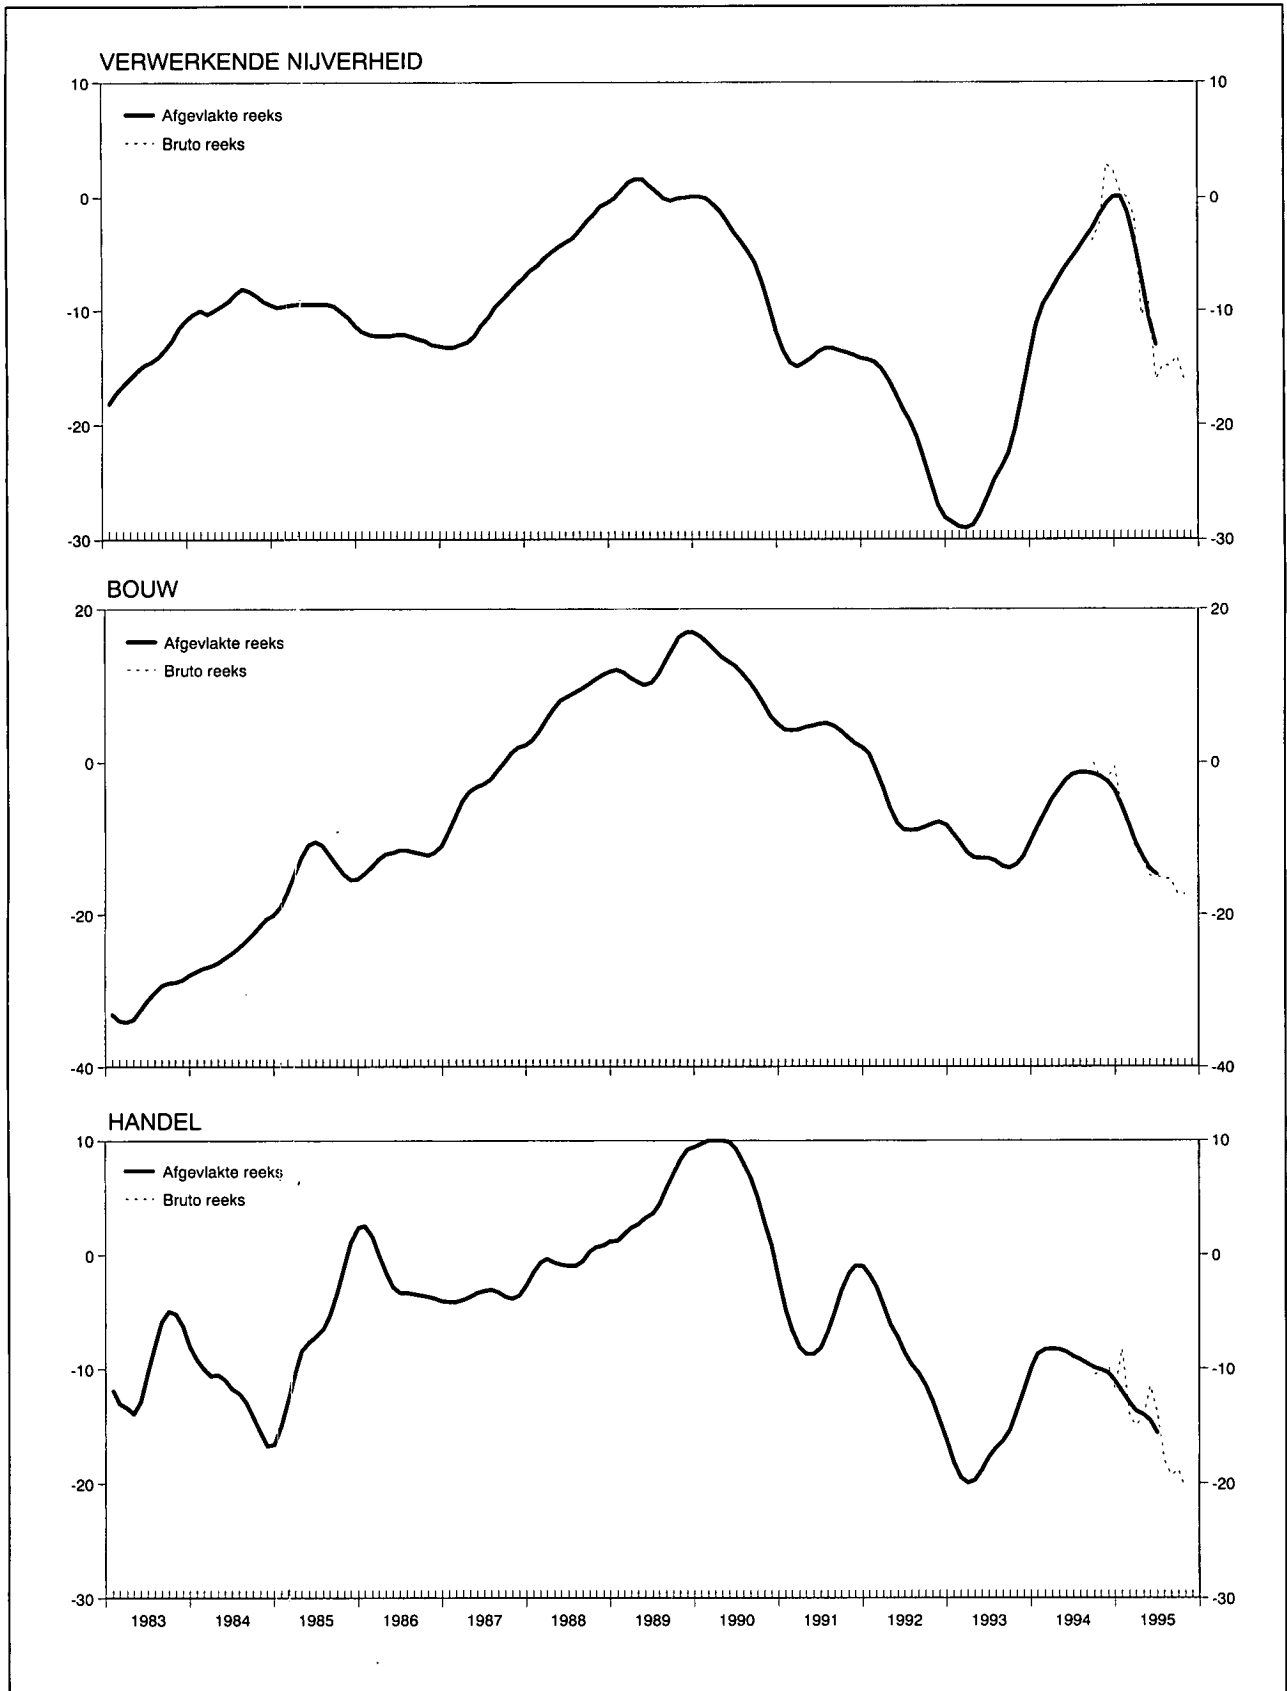 VERWERKENDE NIJVERHEID
10 10
Afgevlakte reeks
Bruto reeks
0 0
-10 -10
-20 -20
-30 -30
BOUW
20 20
Afgevlakte reeks
Bruto reeks
0 0
-20 -20
-40 -40
HANDEL
10 10
Afgevlakte reeks
Bruto reeks
0 0
-10 -10
-20 -20
-30 -30
1983 1984 1985 1986 1987 1988 1989 1990 1991 1992 1993 1994 1995